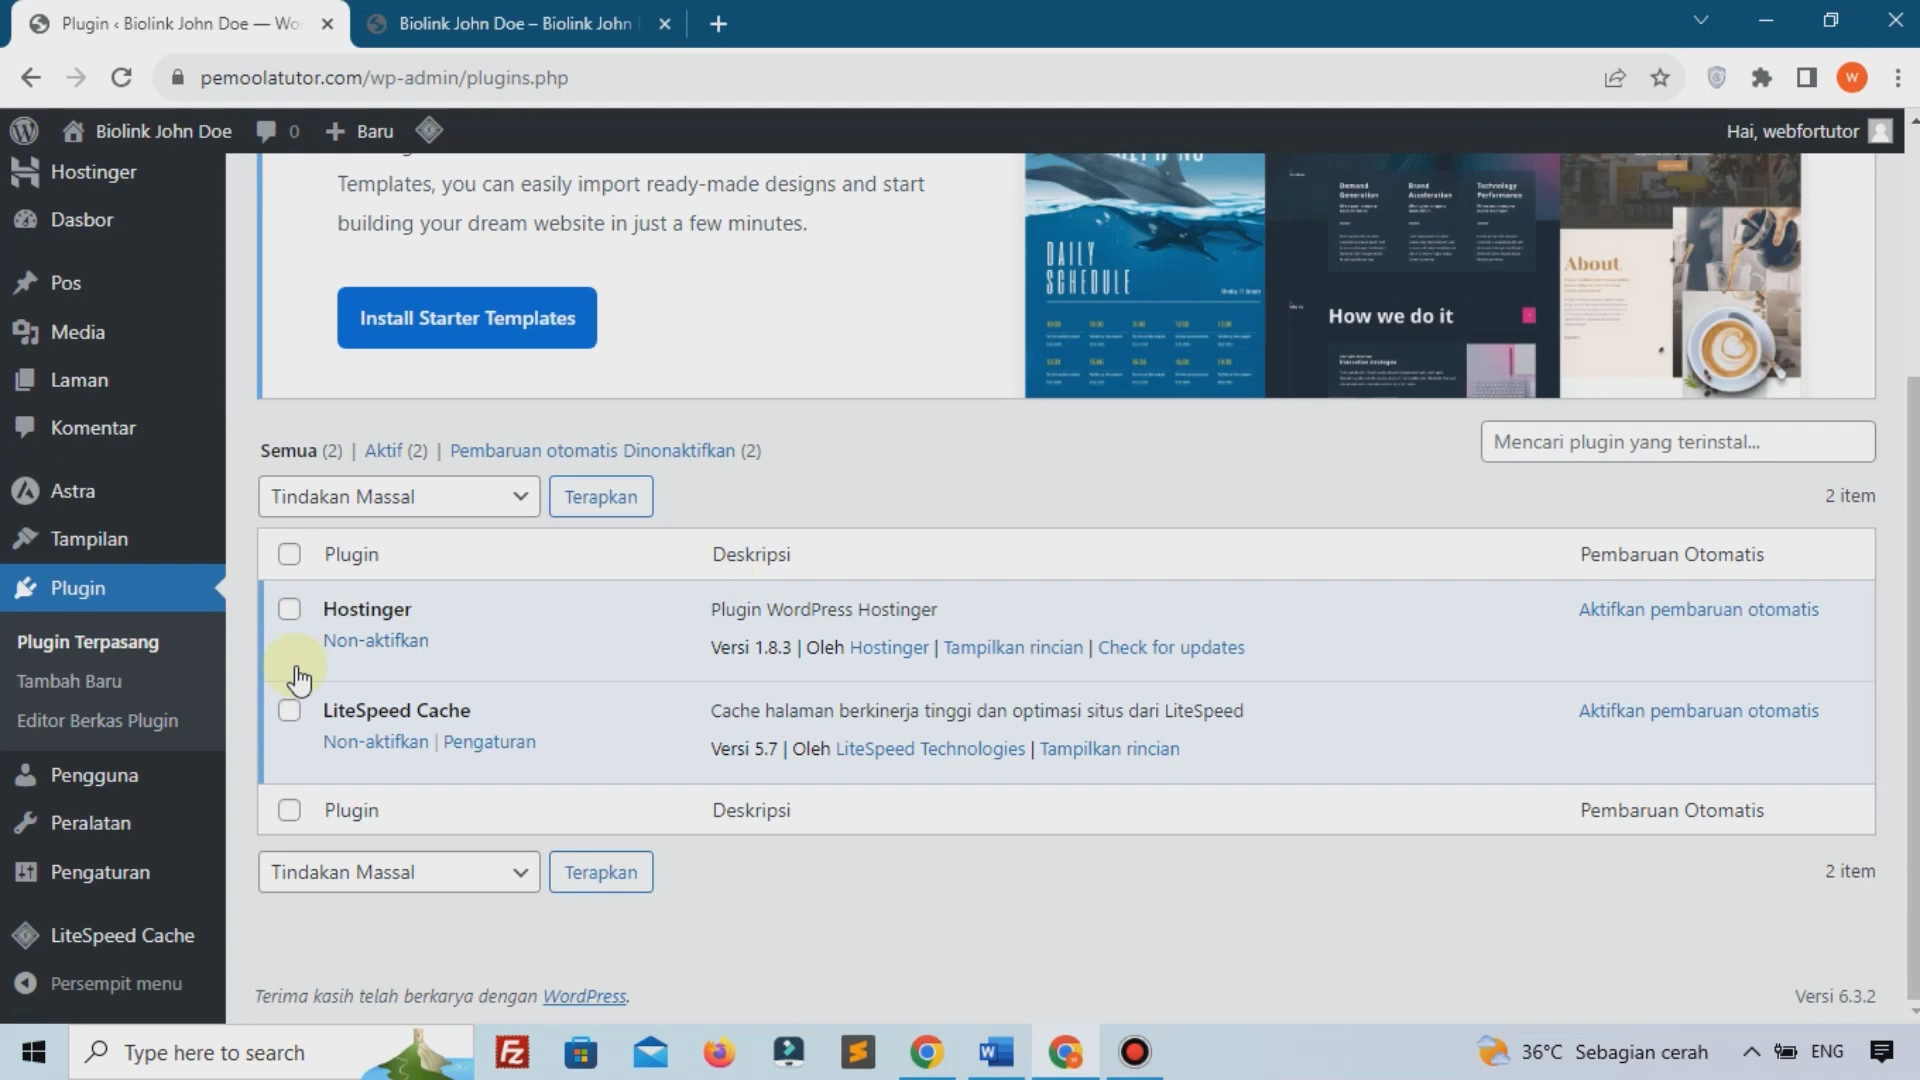 Plugin ‹ Biolink John Doe — Wo
Biolink John Doe – Biolink John
pemoolatutor.com/wp-admin/plugins.php
W
Biolink John Doe
0
Baru
Hai, webfortutor
Hostinger
Dasbor
Pos
Media
Laman
Komentar
Astra
Tampilan
Plugin
Plugin Terpasang
Tambah Baru
Editor Berkas Plugin
Pengguna
Peralatan
Pengaturan
LiteSpeed Cache
Persempit menu
Templates, you can easily import ready-made designs and start
building your dream website in just a few minutes.
Install Starter Templates
DAILY
SCHEDULE
Demand
Generation
Brand
Acceleration
Technology
Performance
How we do it
About
Semua (2) | Aktif (2) | Pembaruan otomatis Dinonaktifkan (2)
Mencari plugin yang terinstal...
Tindakan Massal
Terapkan
2 item
Plugin
Deskripsi
Pembaruan Otomatis
Hostinger
Plugin WordPress Hostinger
Aktifkan pembaruan otomatis
Non-aktifkan
Versi 1.8.3 | Oleh Hostinger | Tampilkan rincian | Check for updates
LiteSpeed Cache
Cache halaman berkinerja tinggi dan optimasi situs dari LiteSpeed
Aktifkan pembaruan otomatis
Non-aktifkan | Pengaturan
Versi 5.7 | Oleh LiteSpeed Technologies | Tampilkan rincian
Plugin
Deskripsi
Pembaruan Otomatis
Tindakan Massal
Terapkan
2 item
Terima kasih telah berkarya dengan WordPress.
Versi 6.3.2
Type here to search
36°C Sebagian cerah
ENG